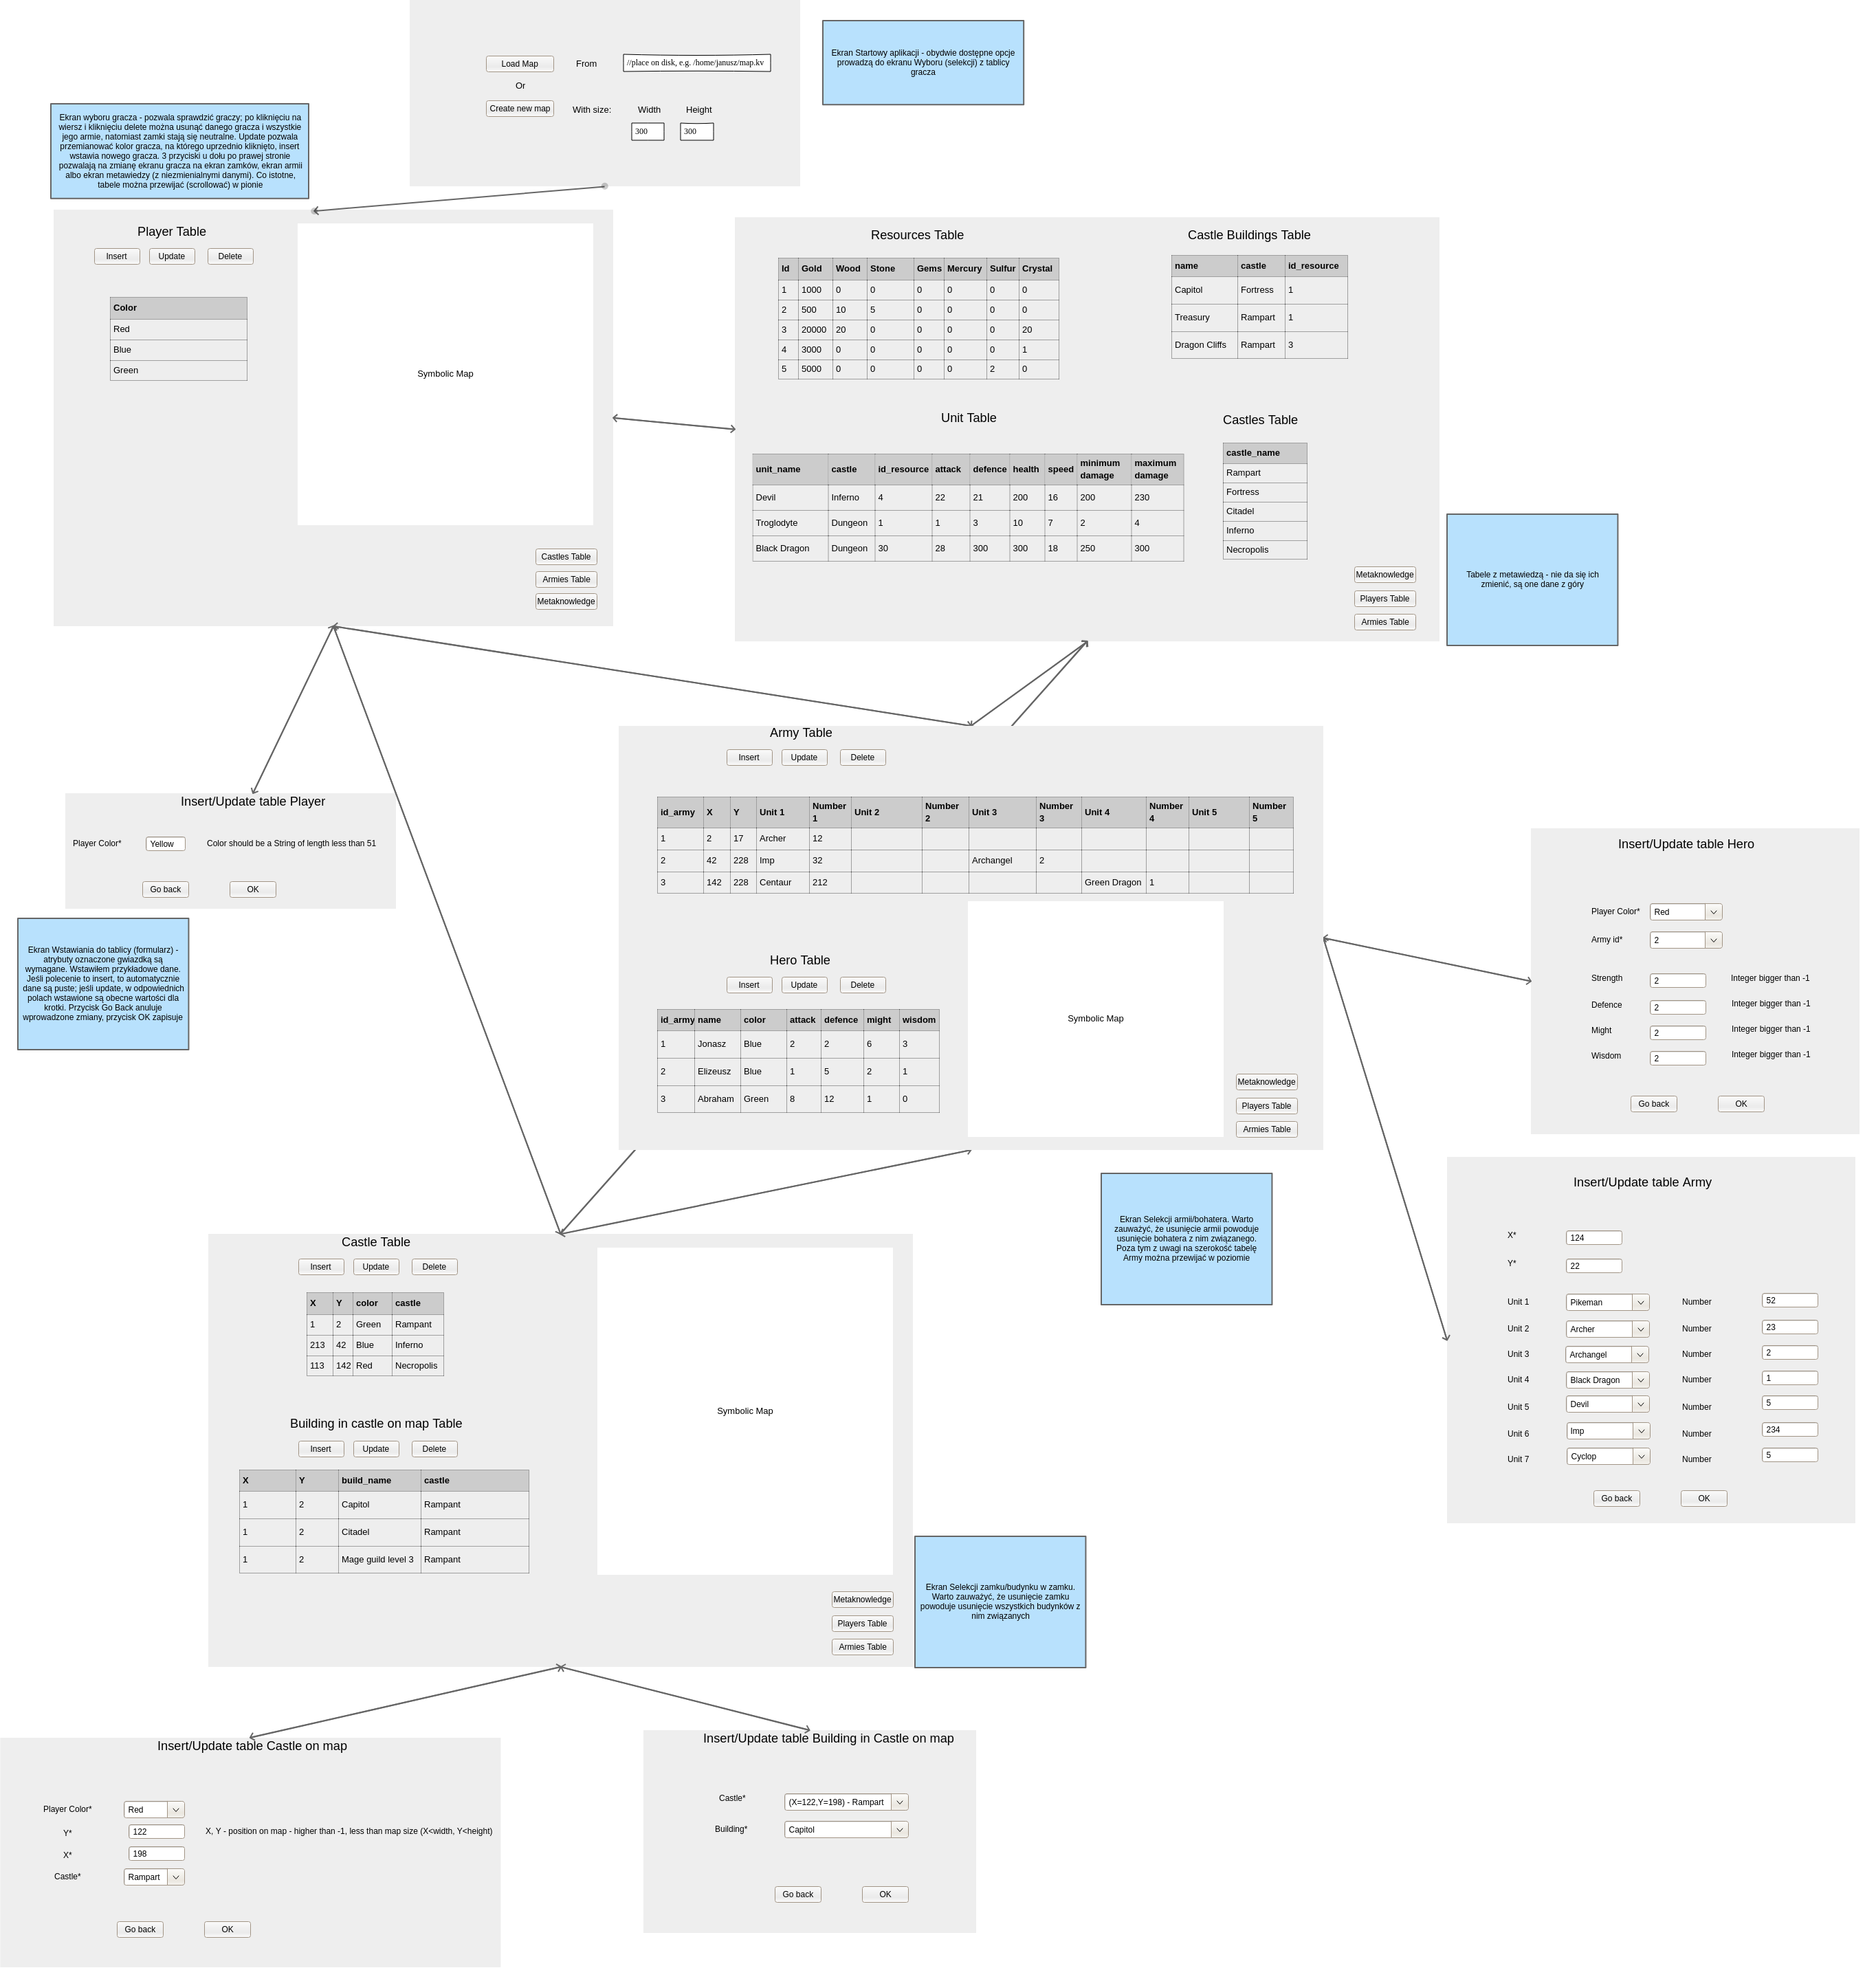 Load Map
From
//place on disk, e.g. /home/janusz/map.kv
Or
Create new map
With size:
Width
Height
300
300
Ekran Startowy aplikacji - obydwie dostępne opcje
prowadzą do ekranu Wyboru (selekcji) z tablicy
gracza
Ekran wyboru gracza - pozwala sprawdzić graczy; po kliknięciu na
wiersz i kliknięciu delete można usunąć danego gracza i wszystkie
jego armie, natomiast zamki stają się neutralne. Update pozwala
przemianować kolor gracza, na którego uprzednio kliknięto, insert
wstawia nowego gracza. 3 przyciski u dołu po prawej stronie
pozwalają na zmianę ekranu gracza na ekran zamków, ekran armii
albo ekran metawiedzy (z niezmienialnymi danymi). Co istotne,
tabele można przewijać (scrollować) w pionie
Player Table
Insert Update Delete
Color
Red
Blue
Green
Symbolic Map
Castles Table
Armies Table
Metaknowledge
Resources Table
Id Gold Wood Stone Gems Mercury Sulfur Crystal
1 1000 0 0 0 0 0 0
2 500 10 5 0 0 0 0
3 20000 20 0 0 0 0 20
4 3000 0 0 0 0 0 1
5 5000 0 0 0 0 2 0
Castle Buildings Table
name castle id_resource
Capitol Fortress 1
Treasury Rampart 1
Dragon Cliffs Rampart 3
Unit Table
unit_name castle id_resource attack defence health speed minimum damage maximum damage
Devil Inferno 4 22 21 200 16 200 230
Troglodyte Dungeon 1 1 3 10 7 2 4
Black Dragon Dungeon 30 28 300 300 18 250 300
Castles Table
castle_name
Rampart
Fortress
Citadel
Inferno
Necropolis
Metaknowledge
Players Table
Armies Table
Tabele z metawiedzą - nie da się ich
zmienić, są one dane z góry
Insert/Update table Player
Player Color*
Yellow
Color should be a String of length less than 51
Go back
OK
Ekran Wstawiania do tablicy (formularz) -
atrybuty oznaczone gwiazdką są
wymagane. Wstawiłem przykładowe dane.
Jeśli polecenie to insert, to automatycznie
dane są puste; jeśli update, w odpowiednich
polach wstawione są obecne wartości dla
krotki. Przycisk Go Back anuluje
wprowadzone zmiany, przycisk OK zapisuje
Army Table
Insert Update Delete
id_army X Y Unit 1 Number 1 Unit 2 Number 2 Unit 3 Number 3 Unit 4 Number 4 Unit 5 Number 5
1 2 17 Archer 12
2 42 228 Imp 32 Archangel 2
3 142 228 Centaur 212 Green Dragon 1
Hero Table
Insert Update Delete
id_army name color attack defence might wisdom
1 Jonasz Blue 2 2 6 3
2 Elizeusz Blue 1 5 2 1
3 Abraham Green 8 12 1 0
Symbolic Map
Metaknowledge
Players Table
Armies Table
Insert/Update table Hero
Player Color* Red
Army id* 2
Strength 2 Integer bigger than -1
Defence 2 Integer bigger than -1
Might 2 Integer bigger than -1
Wisdom 2 Integer bigger than -1
Go back
OK
Ekran Selekcji armii/bohatera. Warto
zauważyć, że usunięcie armii powoduje
usunięcie bohatera z nim związanego.
Poza tym z uwagi na szerokość tabelę
Army można przewijać w poziomie
Insert/Update table Army
X* 124
Y* 22
Unit 1 Pikeman Number 52
Unit 2 Archer Number 23
Unit 3 Archangel Number 2
Unit 4 Black Dragon Number 1
Unit 5 Devil Number 5
Unit 6 Imp Number 234
Unit 7 Cyclop Number 5
Go back
OK
Castle Table
Insert Update Delete
X Y color castle
1 2 Green Rampant
213 42 Blue Inferno
113 142 Red Necropolis
Building in castle on map Table
Insert Update Delete
X Y build_name castle
1 2 Capitol Rampant
1 2 Citadel Rampant
1 2 Mage guild level 3 Rampant
Symbolic Map
Metaknowledge
Players Table
Armies Table
Ekran Selekcji zamku/budynku w zamku.
Warto zauważyć, że usunięcie zamku
powoduje usunięcie wszystkich budynków z
nim związanych
Insert/Update table Castle on map
Player Color* Red
Y* 122
X, Y - position on map - higher than -1, less than map size (X<width, Y<height)
X* 198
Castle* Rampart
Go back
OK
Insert/Update table Building in Castle on map
Castle* (X=122,Y=198) - Rampart
Building* Capitol
Go back
OK